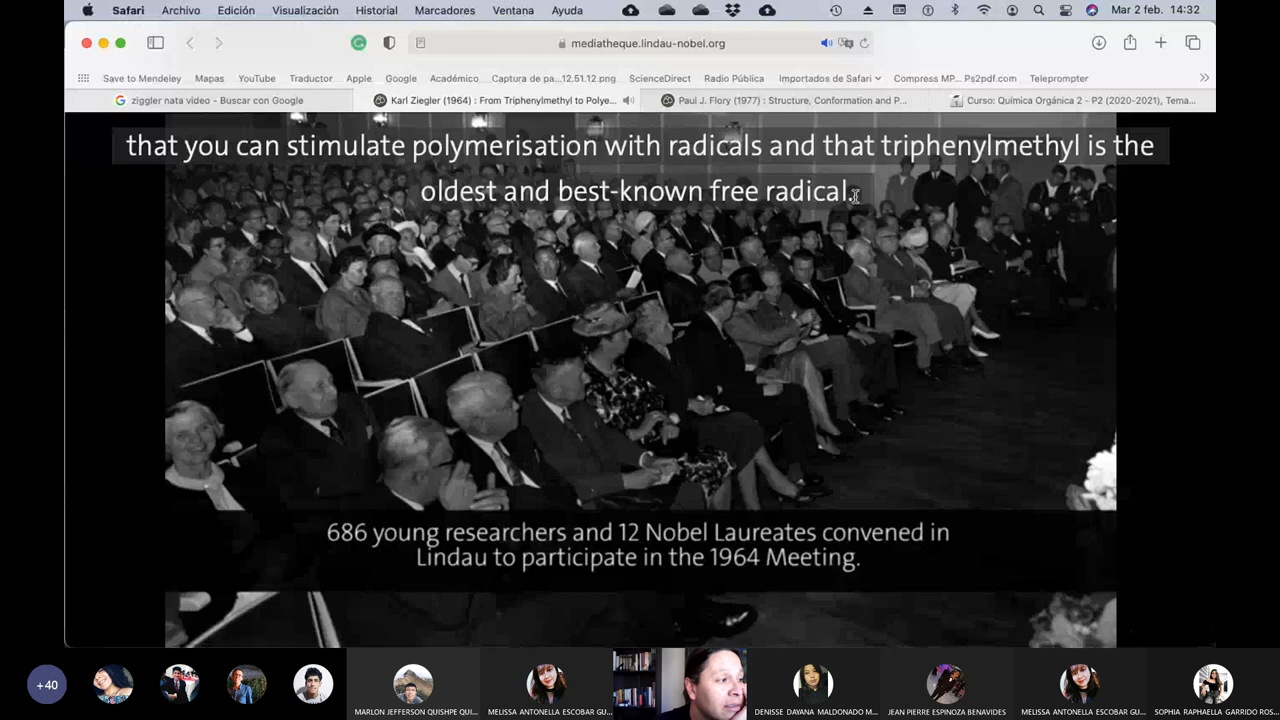 Safari Archivo Edición Visualización Historial Marcadores Ventana Ayuda Mar 2 feb. 14:32
mediatheque.lindau-nobel.org
Save to Mendeley Mapas YouTube Traductor Apple Google Académico Captura de pa...12.51.12.png ScienceDirect Radio Pública Importados de Safari Compress MP... Ps2pdf.com Teleprompter
ziggler nata video - Buscar con Google Karl Ziegler (1964) : From Triphenylmethyl to Polye... Paul J. Flory (1977) : Structure, Conformation and P... Curso: Química Orgánica 2 - P2 (2020-2021), Tema...
that you can stimulate polymerisation with radicals and that triphenylmethyl is the
oldest and best-known free radical.
686 young researchers and 12 Nobel Laureates convened in
Lindau to participate in the 1964 Meeting.
+40
MARLON JEFFERSON QUISHPE QUI... MELISSA ANTONELLA ESCOBAR GU... DENISSE DAYANA MALDONADO M... JEAN PIERRE ESPINOZA BENAVIDES MELISSA ANTONELLA ESCOBAR GU... SOPHIA RAPHAELLA GARRIDO ROS...